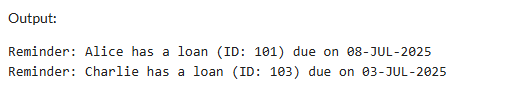 Output:
Reminder: Alice has a loan (ID: 101) due on 08-JUL-2025
Reminder: Charlie has a loan (ID: 103) due on 03-JUL-2025